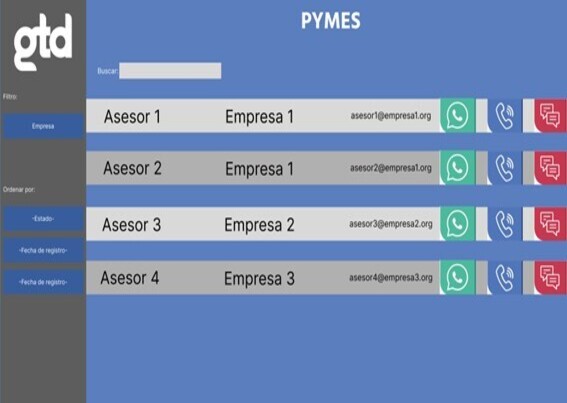 gtd
PYMES
Buscar:
Filtro:
Empresa
Ordenar por:
-Estado-
-Fecha de registro-
-Fecha de registro-
Asesor 1 Empresa 1 asesor1@empresa1.org
Asesor 2 Empresa 1 asesor2@empresa1.org
Asesor 3 Empresa 2 asesor3@empresa2.org
Asesor 4 Empresa 3 asesor4@empresa3.org